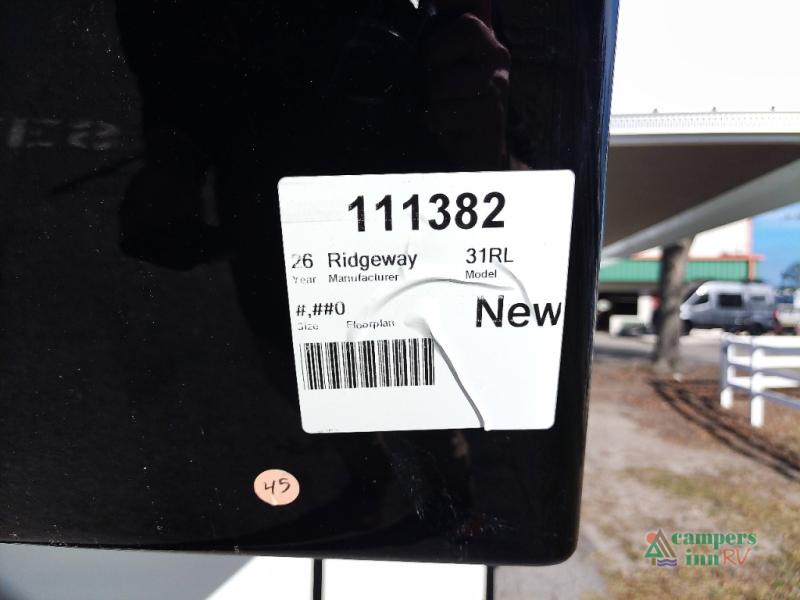 111382
26 Ridgeway 31RL
Year Manufacturer Model
#,##0 New
Size Floorplan
45
campers
inn RV